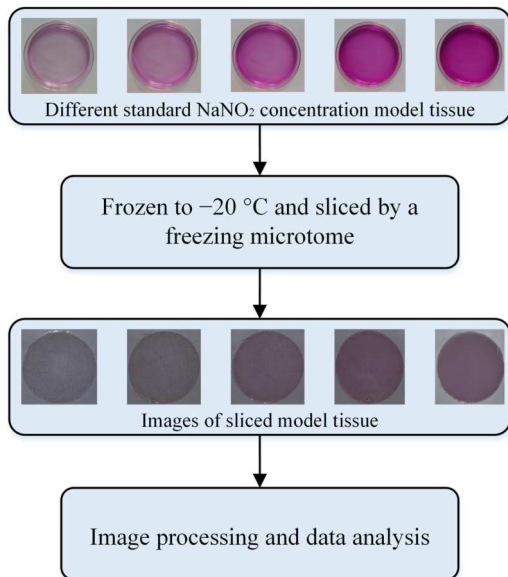 Different standard NaNO₂ concentration model tissue
Frozen to −20 °C and sliced by a
freezing microtome
Images of sliced model tissue
Image processing and data analysis